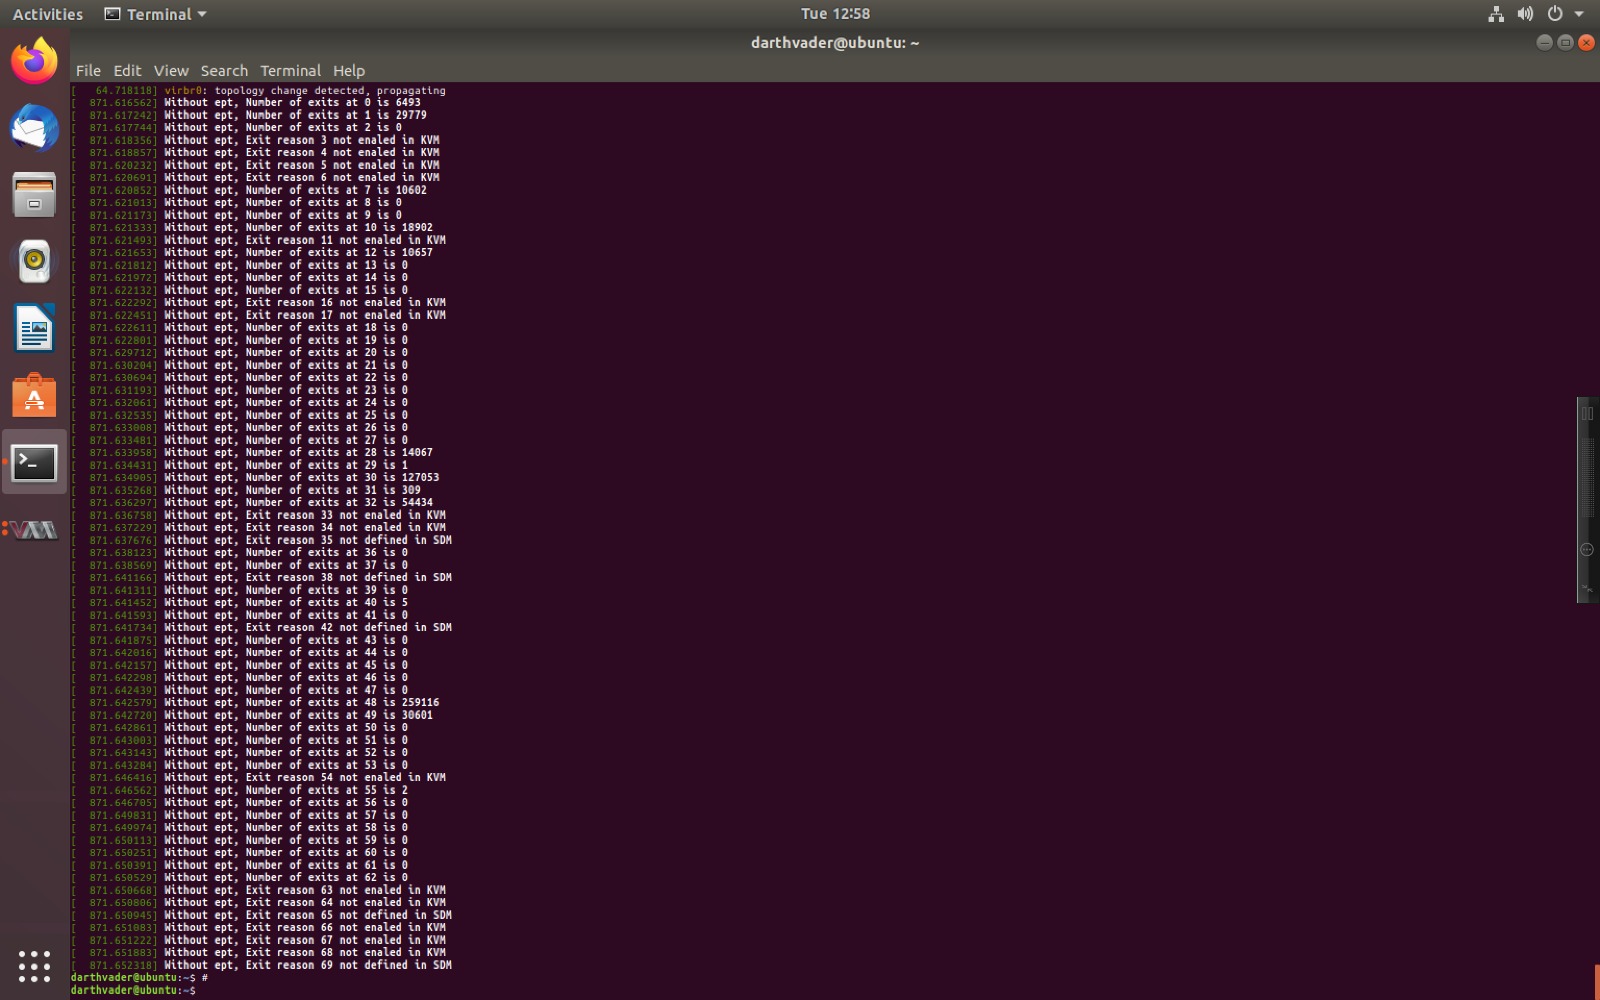 Activities Terminal Tue 12:58
darthvader@ubuntu: ~
File Edit View Search Terminal Help
[   64.718118] virbr0: topology change detected, propagating
[  871.616562] Without ept, Number of exits at 0 is 6493
[  871.617242] Without ept, Number of exits at 1 is 29779
[  871.617744] Without ept, Number of exits at 2 is 0
[  871.618356] Without ept, Exit reason 3 not enaled in KVM
[  871.618857] Without ept, Exit reason 4 not enaled in KVM
[  871.620232] Without ept, Exit reason 5 not enaled in KVM
[  871.620691] Without ept, Exit reason 6 not enaled in KVM
[  871.620852] Without ept, Number of exits at 7 is 10602
[  871.621013] Without ept, Number of exits at 8 is 0
[  871.621173] Without ept, Number of exits at 9 is 0
[  871.621333] Without ept, Number of exits at 10 is 18902
[  871.621493] Without ept, Exit reason 11 not enaled in KVM
[  871.621653] Without ept, Number of exits at 12 is 10657
[  871.621812] Without ept, Number of exits at 13 is 0
[  871.621972] Without ept, Number of exits at 14 is 0
[  871.622132] Without ept, Number of exits at 15 is 0
[  871.622292] Without ept, Exit reason 16 not enaled in KVM
[  871.622451] Without ept, Exit reason 17 not enaled in KVM
[  871.622611] Without ept, Number of exits at 18 is 0
[  871.622801] Without ept, Number of exits at 19 is 0
[  871.629712] Without ept, Number of exits at 20 is 0
[  871.630204] Without ept, Number of exits at 21 is 0
[  871.630694] Without ept, Number of exits at 22 is 0
[  871.631193] Without ept, Number of exits at 23 is 0
[  871.632061] Without ept, Number of exits at 24 is 0
[  871.632535] Without ept, Number of exits at 25 is 0
[  871.633008] Without ept, Number of exits at 26 is 0
[  871.633481] Without ept, Number of exits at 27 is 0
[  871.633958] Without ept, Number of exits at 28 is 14067
[  871.634431] Without ept, Number of exits at 29 is 1
[  871.634905] Without ept, Number of exits at 30 is 127053
[  871.635268] Without ept, Number of exits at 31 is 309
[  871.636297] Without ept, Number of exits at 32 is 54434
[  871.636758] Without ept, Exit reason 33 not enaled in KVM
[  871.637229] Without ept, Exit reason 34 not enaled in KVM
[  871.637676] Without ept, Exit reason 35 not defined in SDM
[  871.638123] Without ept, Number of exits at 36 is 0
[  871.638569] Without ept, Number of exits at 37 is 0
[  871.641166] Without ept, Exit reason 38 not defined in SDM
[  871.641311] Without ept, Number of exits at 39 is 0
[  871.641452] Without ept, Number of exits at 40 is 5
[  871.641593] Without ept, Number of exits at 41 is 0
[  871.641734] Without ept, Exit reason 42 not defined in SDM
[  871.641875] Without ept, Number of exits at 43 is 0
[  871.642016] Without ept, Number of exits at 44 is 0
[  871.642157] Without ept, Number of exits at 45 is 0
[  871.642298] Without ept, Number of exits at 46 is 0
[  871.642439] Without ept, Number of exits at 47 is 0
[  871.642579] Without ept, Number of exits at 48 is 259116
[  871.642720] Without ept, Number of exits at 49 is 30601
[  871.642861] Without ept, Number of exits at 50 is 0
[  871.643003] Without ept, Number of exits at 51 is 0
[  871.643143] Without ept, Number of exits at 52 is 0
[  871.643284] Without ept, Number of exits at 53 is 0
[  871.646416] Without ept, Exit reason 54 not enaled in KVM
[  871.646562] Without ept, Number of exits at 55 is 2
[  871.646705] Without ept, Number of exits at 56 is 0
[  871.649831] Without ept, Number of exits at 57 is 0
[  871.649974] Without ept, Number of exits at 58 is 0
[  871.650113] Without ept, Number of exits at 59 is 0
[  871.650251] Without ept, Number of exits at 60 is 0
[  871.650391] Without ept, Number of exits at 61 is 0
[  871.650529] Without ept, Number of exits at 62 is 0
[  871.650668] Without ept, Exit reason 63 not enaled in KVM
[  871.650806] Without ept, Exit reason 64 not enaled in KVM
[  871.650945] Without ept, Exit reason 65 not defined in SDM
[  871.651083] Without ept, Exit reason 66 not enaled in KVM
[  871.651222] Without ept, Exit reason 67 not enaled in KVM
[  871.651883] Without ept, Exit reason 68 not enaled in KVM
[  871.652318] Without ept, Exit reason 69 not defined in SDM
darthvader@ubuntu:~$ #
darthvader@ubuntu:~$